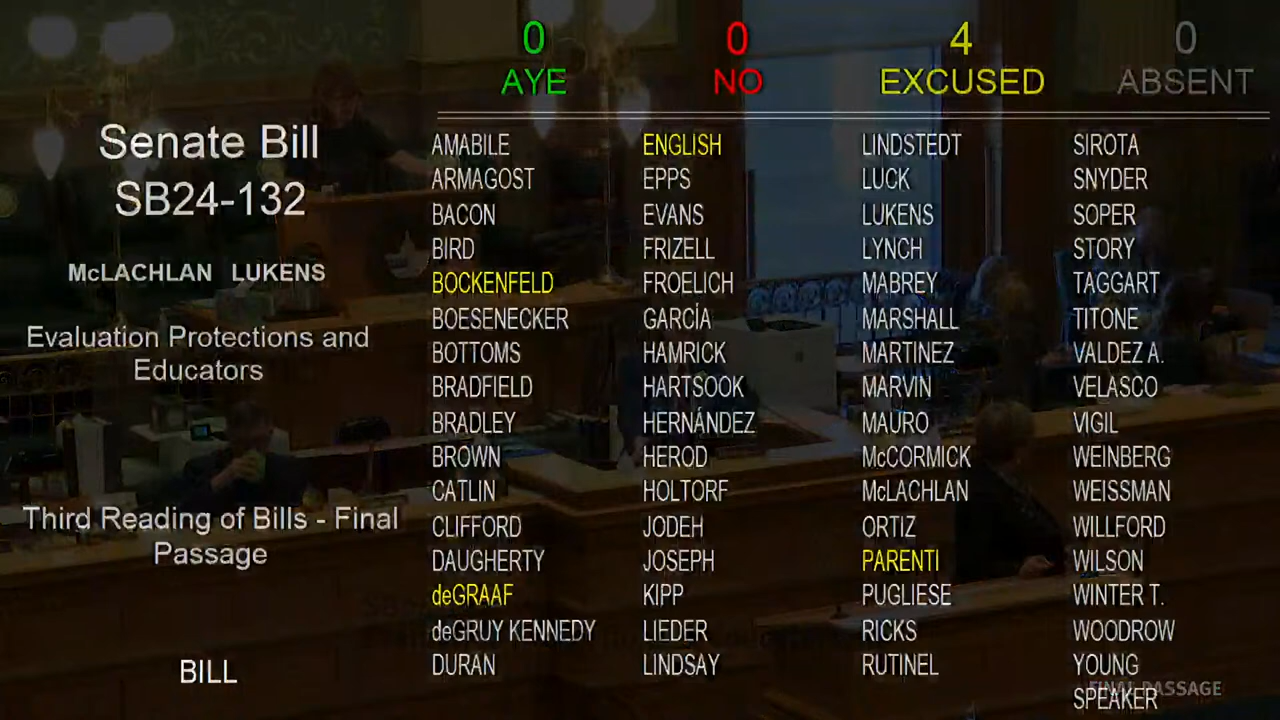 0 0 4 0
AYE NO EXCUSED ABSENT
Senate Bill
SB24-132
McLACHLAN LUKENS
Evaluation Protections and
Educators
Third Reading of Bills - Final
Passage
BILL
AMABILE
ARMAGOST
BACON
BIRD
BOCKENFELD
BOESENECKER
BOTTOMS
BRADFIELD
BRADLEY
BROWN
CATLIN
CLIFFORD
DAUGHERTY
deGRAAF
deGRUY KENNEDY
DURAN
ENGLISH
EPPS
EVANS
FRIZELL
FROELICH
GARCÍA
HAMRICK
HARTSOOK
HERNÁNDEZ
HEROD
HOLTORF
JODEH
JOSEPH
KIPP
LIEDER
LINDSAY
LINDSTEDT
LUCK
LUKENS
LYNCH
MABREY
MARSHALL
MARTINEZ
MARVIN
MAURO
McCORMICK
McLACHLAN
ORTIZ
PARENTI
PUGLIESE
RICKS
RUTINEL
SIROTA
SNYDER
SOPER
STORY
TAGGART
TITONE
VALDEZ A.
VELASCO
VIGIL
WEINBERG
WEISSMAN
WILLFORD
WILSON
WINTER T.
WOODROW
YOUNG
SPEAKER
FINAL PASSAGE